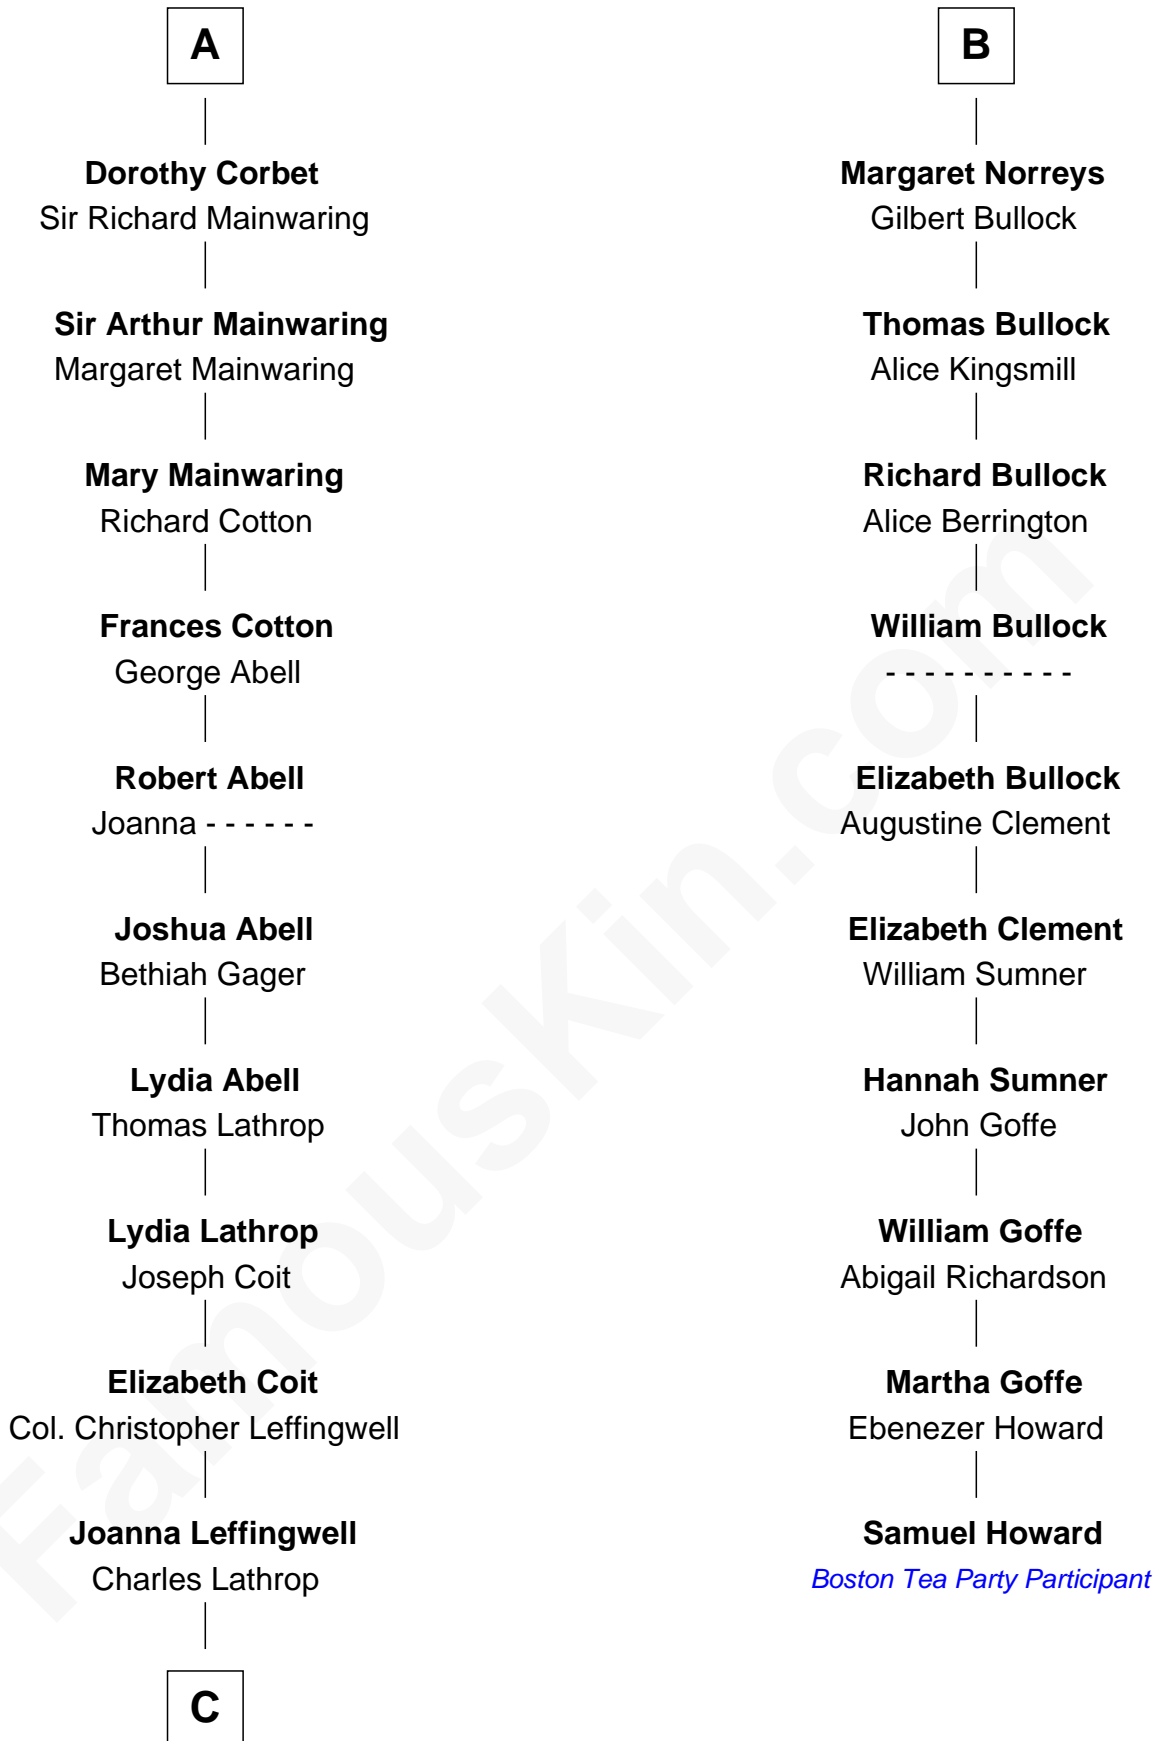 A
Dorothy Corbet
Sir Richard Mainwaring
Sir Arthur Mainwaring
Margaret Mainwaring
Mary Mainwaring
Richard Cotton
Frances Cotton
George Abell
Robert Abell
Joanna - - - - - -
Joshua Abell
Bethiah Gager
Lydia Abell
Thomas Lathrop
Lydia Lathrop
Joseph Coit
Elizabeth Coit
Col. Christopher Leffingwell
Joanna Leffingwell
Charles Lathrop
C
B
Margaret Norreys
Gilbert Bullock
Thomas Bullock
Alice Kingsmill
Richard Bullock
Alice Berrington
William Bullock
- - - - - - - - - -
Elizabeth Bullock
Augustine Clement
Elizabeth Clement
William Sumner
Hannah Sumner
John Goffe
William Goffe
Abigail Richardson
Martha Goffe
Ebenezer Howard
Samuel Howard
Boston Tea Party Participant
FamousKin.com